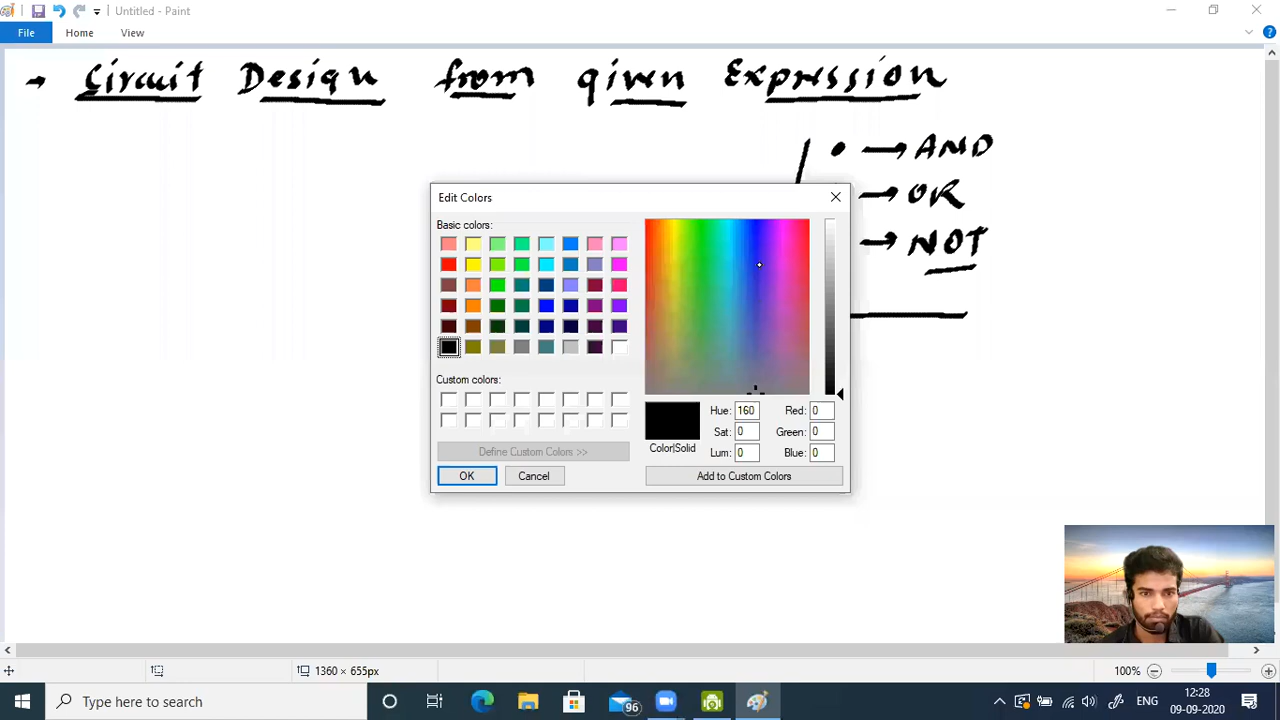 Untitled - Paint
File Home View
→ Circuit Design from given Expression
• → AND
→ OR
→ NOT
Edit Colors
Basic colors:
Custom colors:
Define Custom Colors >>
OK Cancel
Color|Solid
Hue: 160 Red: 0
Sat: 0 Green: 0
Lum: 0 Blue: 0
Add to Custom Colors
1360 × 655px 100%
Type here to search
96
ENG
12:28
09-09-2020